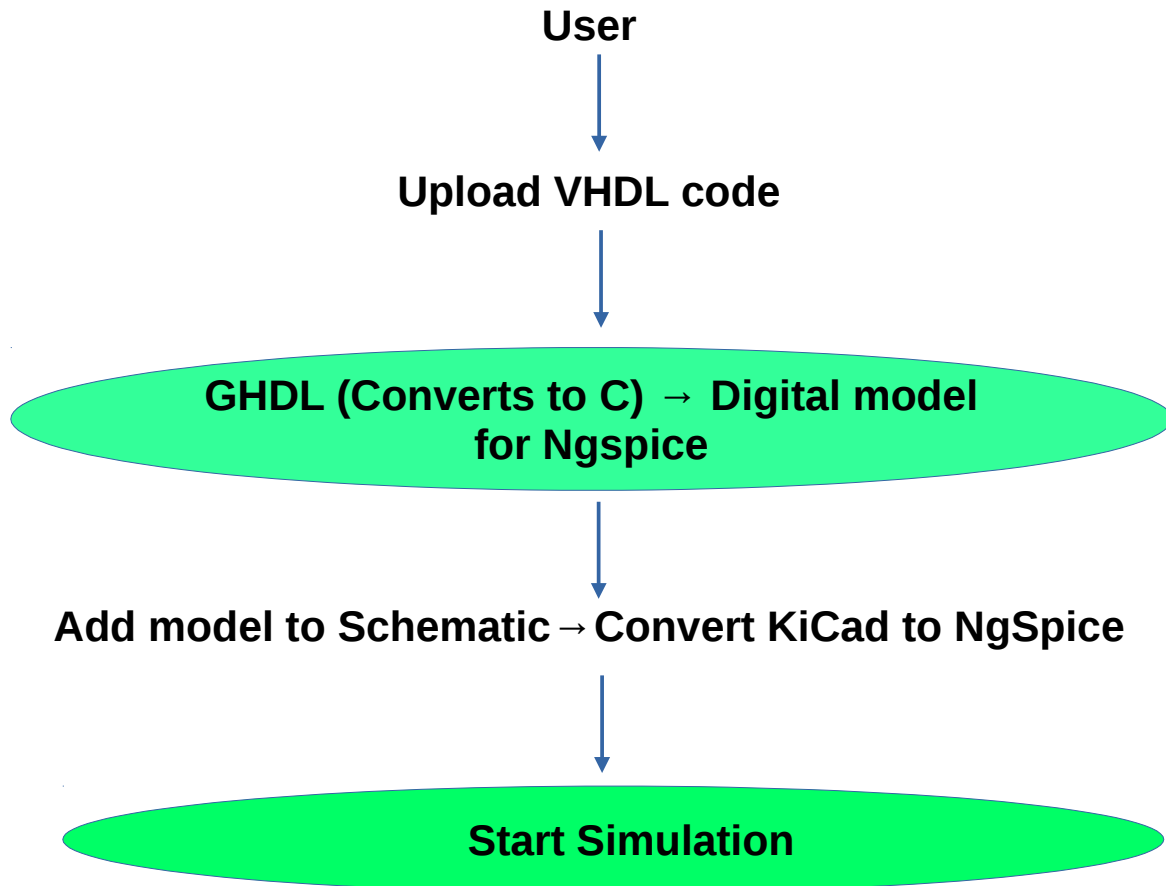 User
Upload VHDL code
GHDL (Converts to C) → Digital model
for Ngspice
Add model to Schematic→Convert KiCad to NgSpice
Start Simulation